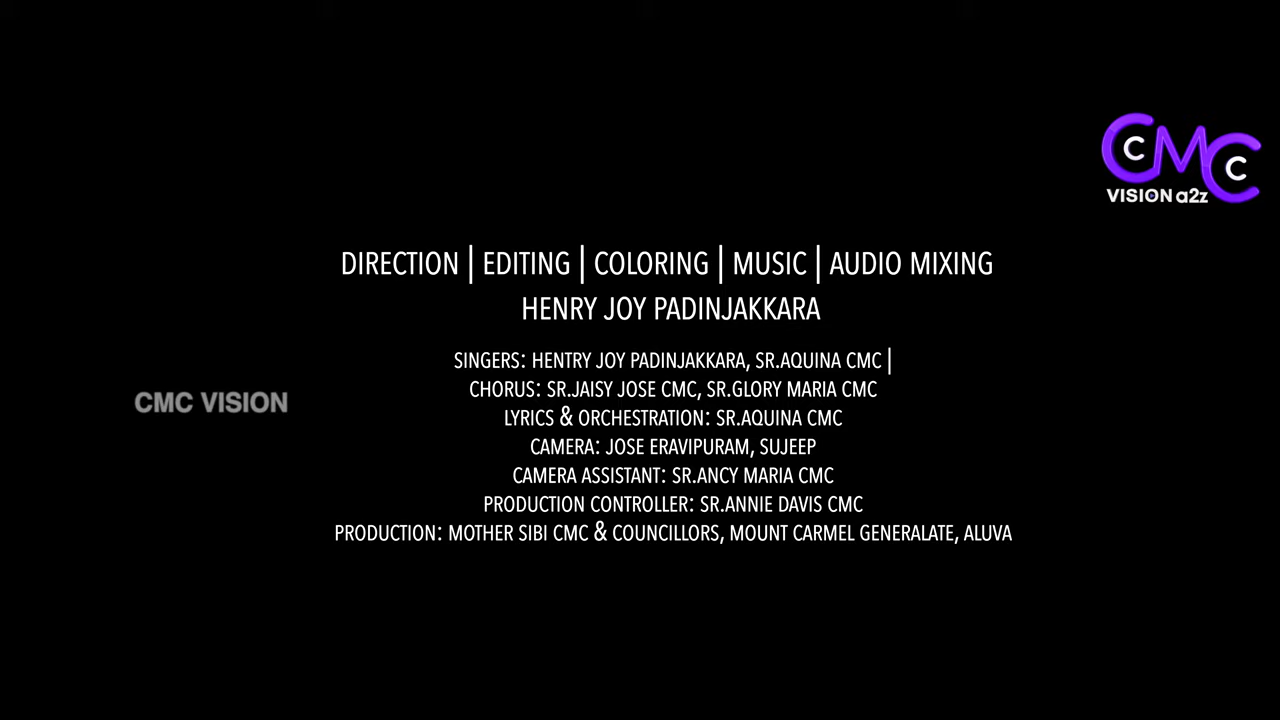 CMC
C C
VISION a2z
DIRECTION | EDITING | COLORING | MUSIC | AUDIO MIXING
HENRY JOY PADINJAKKARA
SINGERS: HENTRY JOY PADINJAKKARA, SR.AQUINA CMC |
CHORUS: SR.JAISY JOSE CMC, SR.GLORY MARIA CMC
CMC VISION
LYRICS & ORCHESTRATION: SR.AQUINA CMC
CAMERA: JOSE ERAVIPURAM, SUJEEP
CAMERA ASSISTANT: SR.ANCY MARIA CMC
PRODUCTION CONTROLLER: SR.ANNIE DAVIS CMC
PRODUCTION: MOTHER SIBI CMC & COUNCILLORS, MOUNT CARMEL GENERALATE, ALUVA